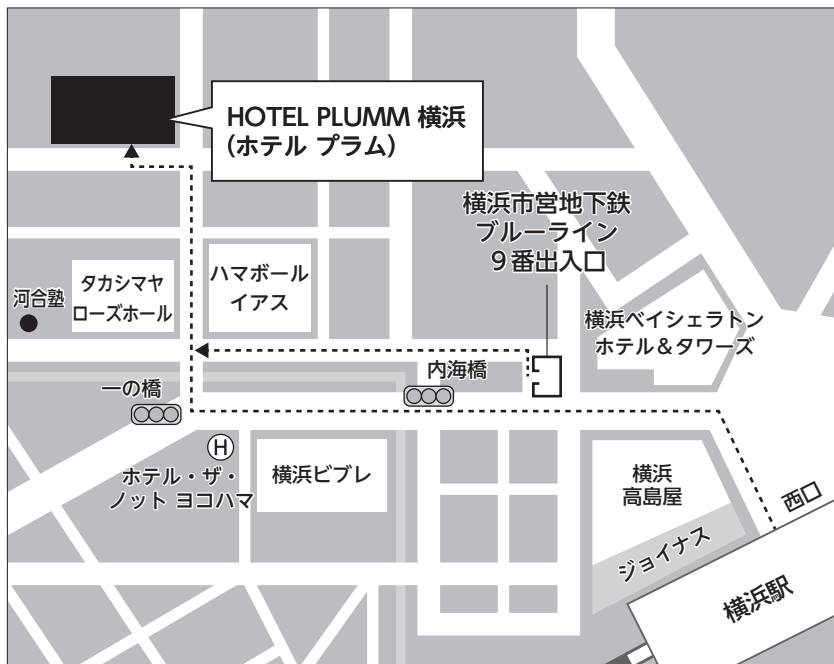 HOTEL PLUMM 横浜
(ホテル プラム)
横浜市営地下鉄
ブルーライン
9番出入口
河合塾
タカシマヤ
ローズホール
ハマボール
イアス
横浜ベイシェラトン
ホテル&タワーズ
一の橋
内海橋
H
ホテル・ザ・
ノット ヨコハマ
横浜ビブレ
横浜
高島屋
西口
ジョイナス
横浜駅